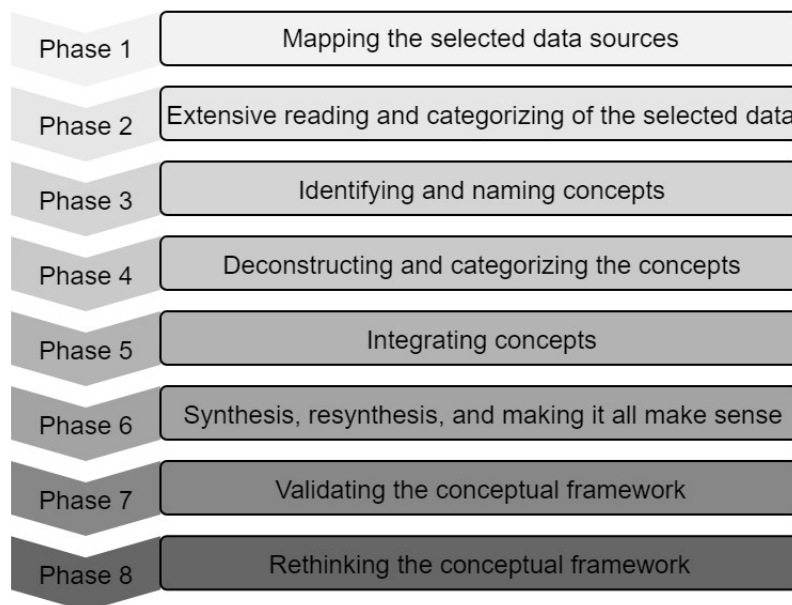 Phase 1
Mapping the selected data sources
Phase 2
Extensive reading and categorizing of the selected data
Phase 3
Identifying and naming concepts
Phase 4
Deconstructing and categorizing the concepts
Phase 5
Integrating concepts
Phase 6
Synthesis, resynthesis, and making it all make sense
Phase 7
Validating the conceptual framework
Phase 8
Rethinking the conceptual framework